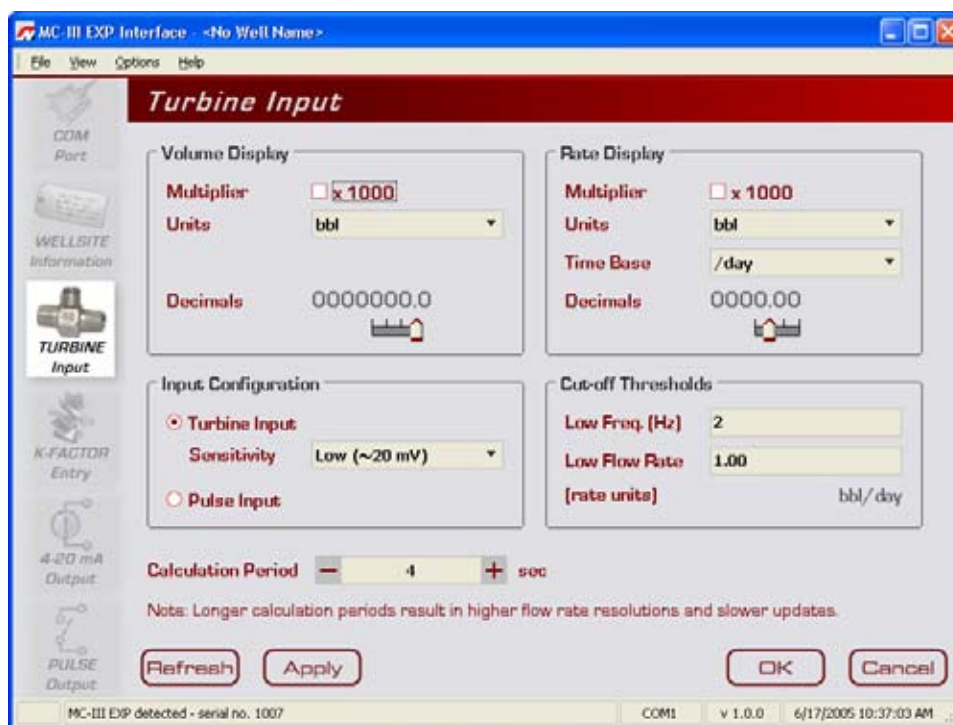 MC-III EXP Interface - <No Well Name>
File View Options Help
COM
Port
WELLSITE
Information
TURBINE
Input
K-FACTOR
Entry
4-20 mA
Output
PULSE
Output
Turbine Input
Volume Display
Multiplier x 1000
Units bbl
Decimals 0000000.0
Rate Display
Multiplier x 1000
Units bbl
Time Base /day
Decimals 0000.00
Input Configuration
Turbine Input
Sensitivity Low (~20 mV)
Pulse Input
Cut-off Thresholds
Low Freq. (Hz) 2
Low Flow Rate 1.00
(rate units) bbl/day
Calculation Period 4 sec
Note: Longer calculation periods result in higher flow rate resolutions and slower updates.
Refresh Apply OK Cancel
MC-III EXP detected - serial no. 1007 COM1 v 1.0.0 6/17/2005 10:37:03 AM